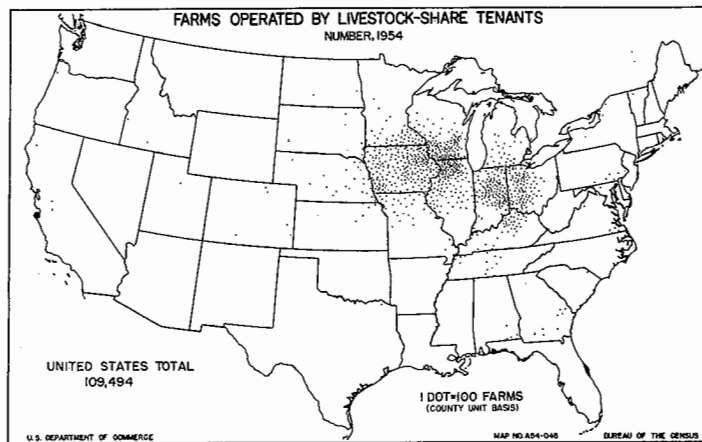 FARMS OPERATED BY LIVESTOCK-SHARE TENANTS
NUMBER, 1954
UNITED STATES TOTAL
109,494
1 DOT=100 FARMS
(COUNTY UNIT BASIS)
U.S. DEPARTMENT OF COMMERCE
MAP NO. A54-046
BUREAU OF THE CENSUS